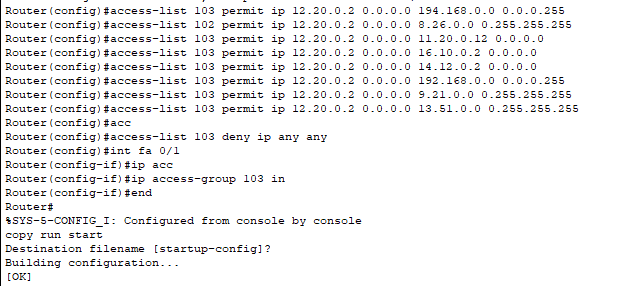 Router(config)#access-list 103 permit ip 12.20.0.2 0.0.0.0 194.168.0.0 0.0.0.255
Router(config)#access-list 102 permit ip 12.20.0.2 0.0.0.0 8.26.0.0 0.255.255.255
Router(config)#access-list 103 permit ip 12.20.0.2 0.0.0.0 11.20.0.12 0.0.0.0
Router(config)#access-list 103 permit ip 12.20.0.2 0.0.0.0 16.10.0.2 0.0.0.0
Router(config)#access-list 103 permit ip 12.20.0.2 0.0.0.0 14.12.0.2 0.0.0.0
Router(config)#access-list 103 permit ip 12.20.0.2 0.0.0.0 192.168.0.0 0.0.0.255
Router(config)#access-list 103 permit ip 12.20.0.2 0.0.0.0 9.21.0.0 0.255.255.255
Router(config)#access-list 103 permit ip 12.20.0.2 0.0.0.0 13.51.0.0 0.255.255.255
Router(config)#acc
Router(config)#access-list 103 deny ip any any
Router(config)#int fa 0/1
Router(config-if)#ip acc
Router(config-if)#ip access-group 103 in
Router(config-if)#end
Router#
%SYS-5-CONFIG_I: Configured from console by console
copy run start
Destination filename [startup-config]?
Building configuration...
[OK]